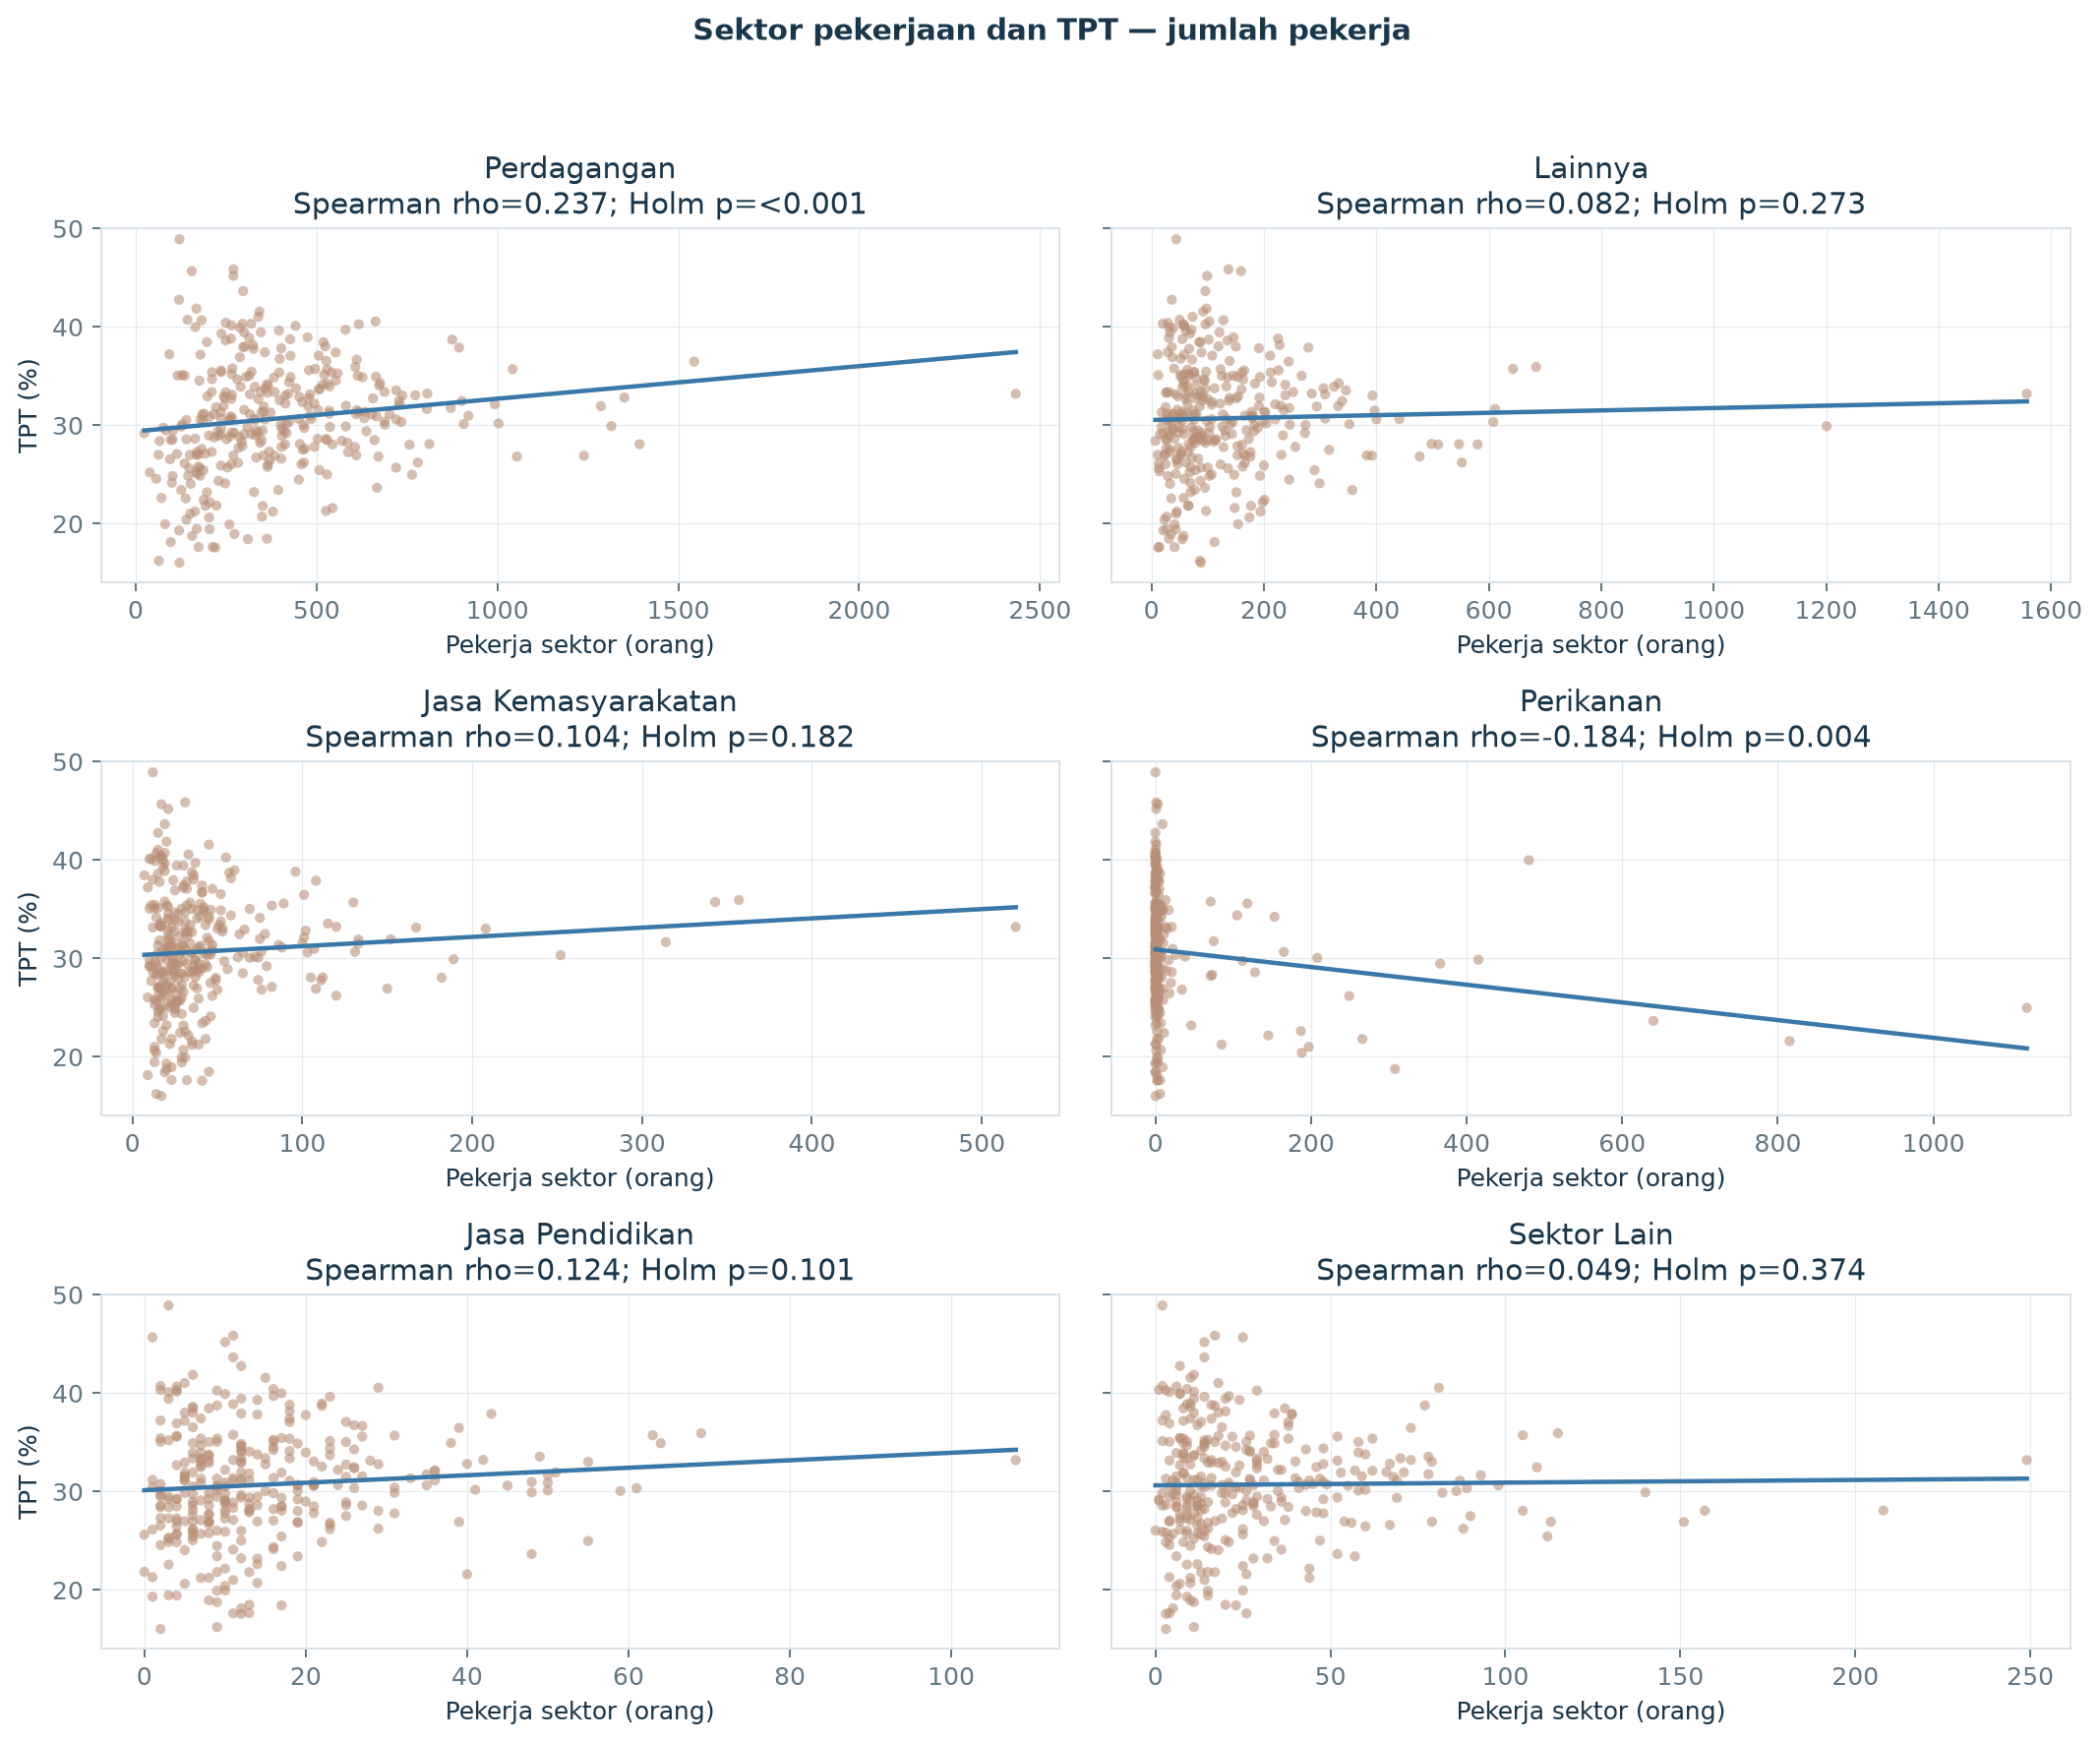 Sektor pekerjaan dan TPT — jumlah pekerja
Perdagangan
Spearman rho=0.237; Holm p=<0.001
TPT (%)
50
40
30
20
0 500 1000 1500 2000 2500
Pekerja sektor (orang)
Lainnya
Spearman rho=0.082; Holm p=0.273
0 200 400 600 800 1000 1200 1400 1600
Pekerja sektor (orang)
Jasa Kemasyarakatan
Spearman rho=0.104; Holm p=0.182
TPT (%)
50
40
30
20
0 100 200 300 400 500
Pekerja sektor (orang)
Perikanan
Spearman rho=-0.184; Holm p=0.004
0 200 400 600 800 1000
Pekerja sektor (orang)
Jasa Pendidikan
Spearman rho=0.124; Holm p=0.101
TPT (%)
50
40
30
20
0 20 40 60 80 100
Pekerja sektor (orang)
Sektor Lain
Spearman rho=0.049; Holm p=0.374
0 50 100 150 200 250
Pekerja sektor (orang)